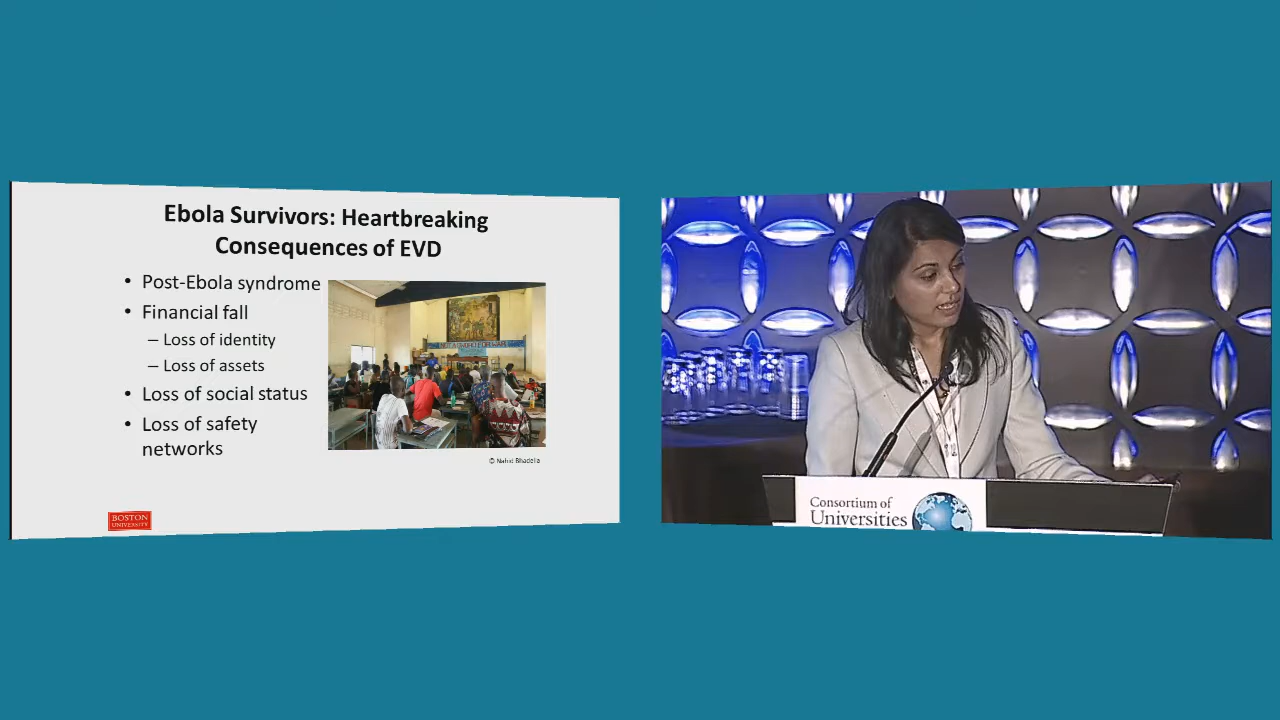 Ebola Survivors: Heartbreaking
Consequences of EVD
• Post-Ebola syndrome
• Financial fall
– Loss of identity
– Loss of assets
• Loss of social status
• Loss of safety
networks
© Nahid Bhadelia
BOSTON
UNIVERSITY
Consortium of
Universities